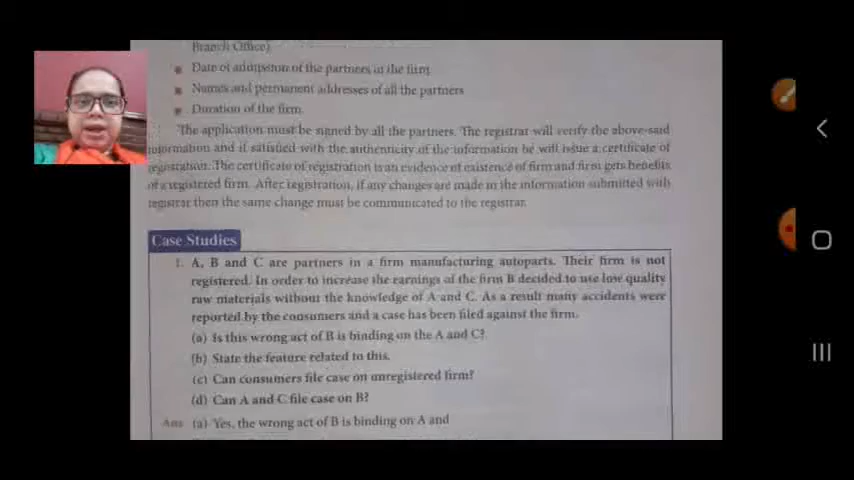 Branch Office)
Date of admission of the partners in the firm
Names and permanent addresses of all the partners
Duration of the firm.
The application must be signed by all the partners. The registrar will verify the above said
information and if satisfied with the authenticity of the information he will issue a certificate of
registration. The certificate of registration is an evidence of existence of firm and firm gets benefits
of a registered firm. After registration, if any changes are made in the information submitted with
registrar then the same change must be communicated to the registrar.
Case Studies
1. A, B and C are partners in a firm manufacturing autoparts. Their firm is not
registered. In order to increase the earnings of the firm B decided to use low quality
raw materials without the knowledge of A and C. As a result many accidents were
reported by the consumers and a case has been filed against the firm.
(a) Is this wrong act of B is binding on the A and C?
(b) State the feature related to this.
(c) Can consumers file case on unregistered firm?
(d) Can A and C file case on B?
Ans (a) Yes, the wrong act of B is binding on A and